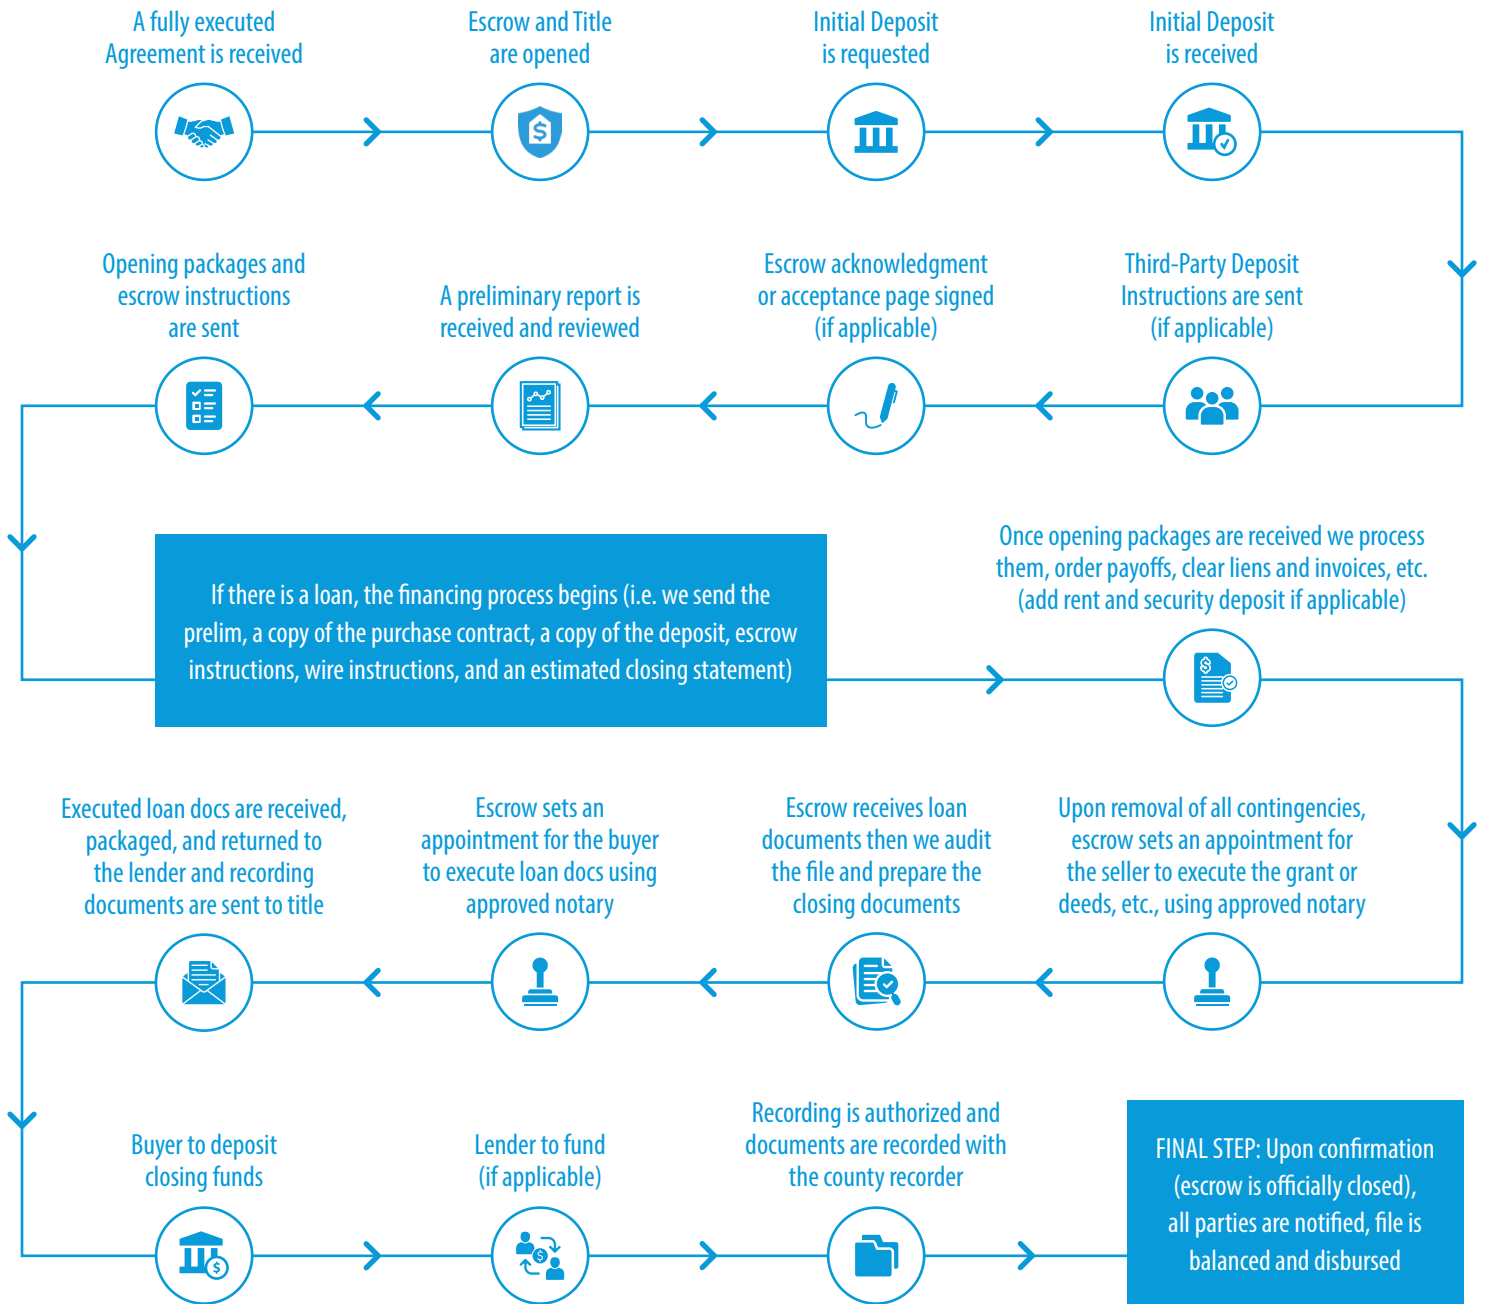 A fully executed
Agreement is received
Escrow and Title
are opened
Initial Deposit
is requested
Initial Deposit
is received
Third-Party Deposit
Instructions are sent
(if applicable)
Escrow acknowledgment
or acceptance page signed
(if applicable)
A preliminary report is
received and reviewed
Opening packages and
escrow instructions
are sent
If there is a loan, the financing process begins (i.e. we send the
prelim, a copy of the purchase contract, a copy of the deposit, escrow
instructions, wire instructions, and an estimated closing statement)
Once opening packages are received we process
them, order payoffs, clear liens and invoices, etc.
(add rent and security deposit if applicable)
Upon removal of all contingencies,
escrow sets an appointment for
the seller to execute the grant or
deeds, etc., using approved notary
Escrow receives loan
documents then we audit
the file and prepare the
closing documents
Escrow sets an
appointment for the buyer
to execute loan docs using
approved notary
Executed loan docs are received,
packaged, and returned to
the lender and recording
documents are sent to title
Buyer to deposit
closing funds
Lender to fund
(if applicable)
Recording is authorized and
documents are recorded with
the county recorder
FINAL STEP: Upon confirmation
(escrow is officially closed),
all parties are notified, file is
balanced and disbursed